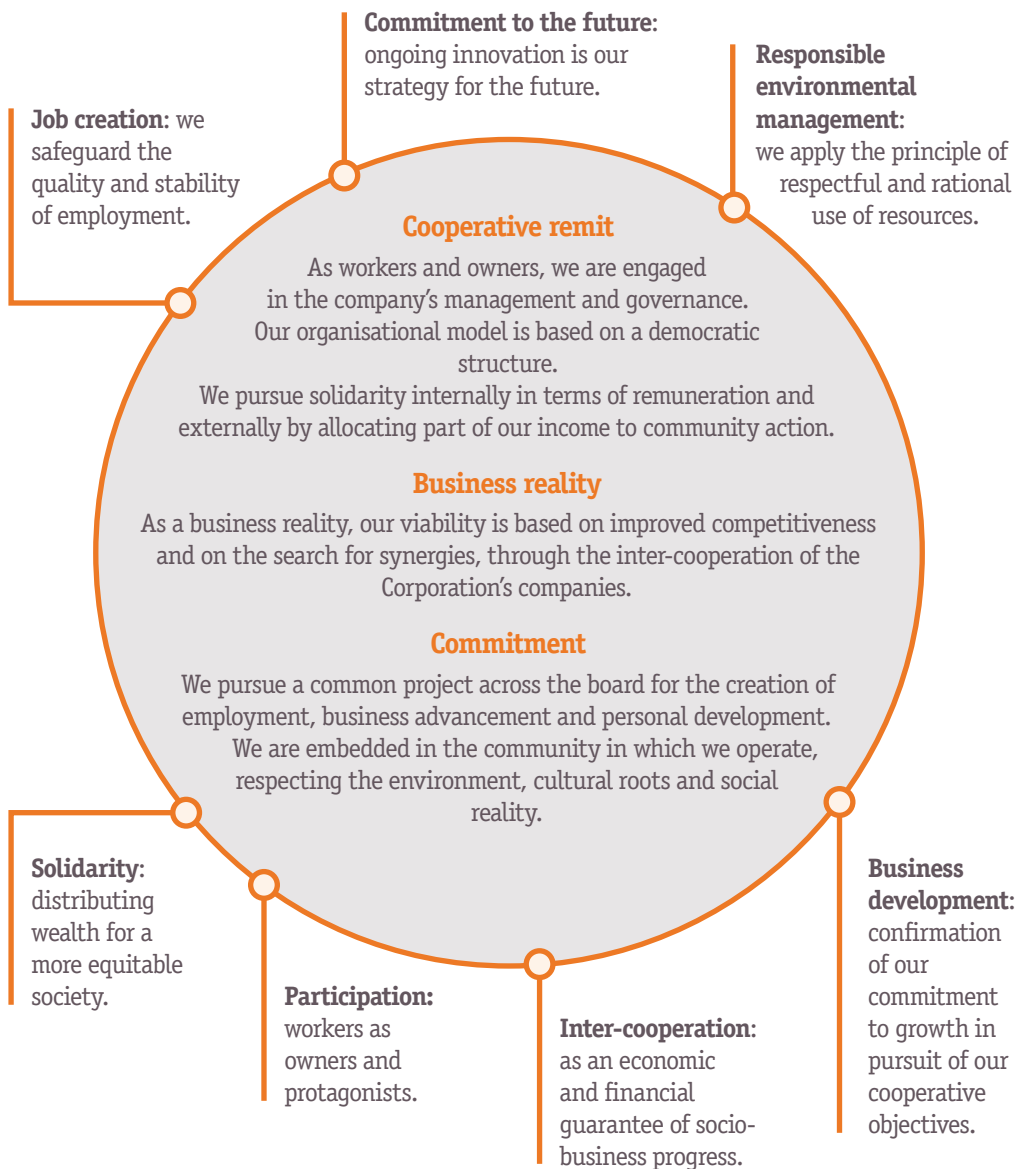 Commitment to the future:
ongoing innovation is our
strategy for the future.
Responsible
environmental
management:
we apply the principle of
respectful and rational
use of resources.
Job creation: we
safeguard the
quality and stability
of employment.
Cooperative remit
As workers and owners, we are engaged
in the company’s management and governance.
Our organisational model is based on a democratic
structure.
We pursue solidarity internally in terms of remuneration and
externally by allocating part of our income to community action.
Business reality
As a business reality, our viability is based on improved competitiveness
and on the search for synergies, through the inter-cooperation of the
Corporation’s companies.
Commitment
We pursue a common project across the board for the creation of
employment, business advancement and personal development.
We are embedded in the community in which we operate,
respecting the environment, cultural roots and social
reality.
Solidarity:
distributing
wealth for a
more equitable
society.
Participation:
workers as
owners and
protagonists.
Inter-cooperation:
as an economic
and financial
guarantee of socio-
business progress.
Business
development:
confirmation
of our
commitment
to growth in
pursuit of our
cooperative
objectives.